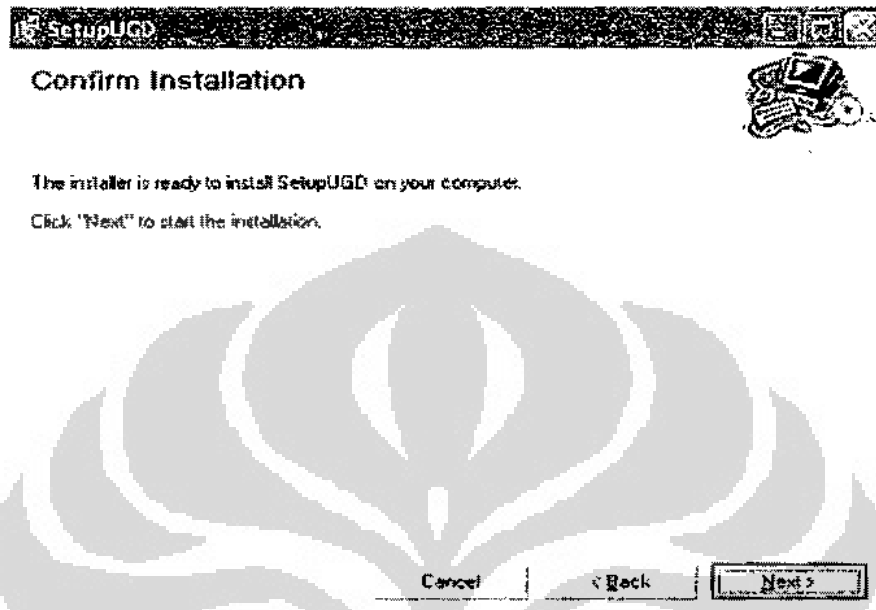 SetupUGD
Confirm Installation
The installer is ready to install SetupUGD on your computer.
Click "Next" to start the installation.
Cancel
< Back
Next >